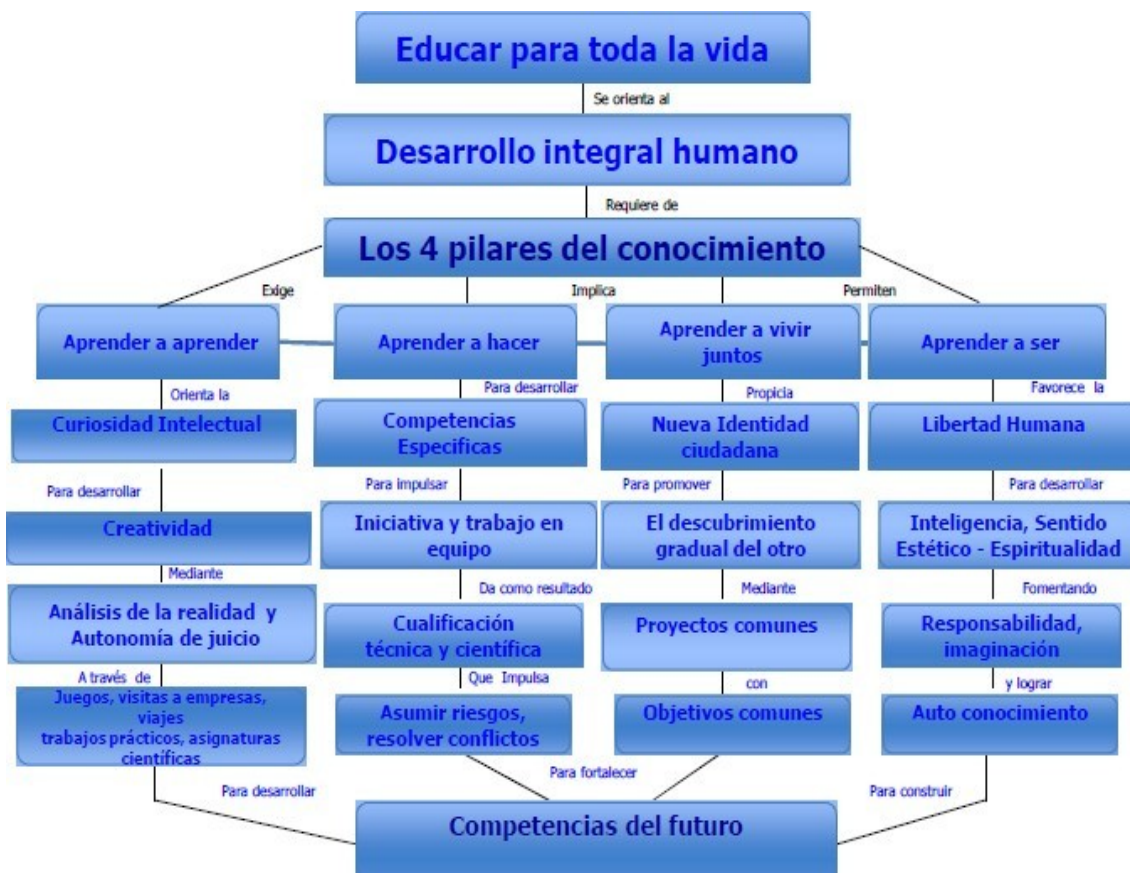 Educar para toda la vida
Se orienta al
Desarrollo integral humano
Requiere de
Los 4 pilares del conocimiento
Exige
Implica
Permiten
Aprender a aprender
Aprender a hacer
Aprender a vivir
juntos
Aprender a ser
Orienta la
Para desarrollar
Propicia
Favorece la
Curiosidad Intelectual
Competencias
Especificas
Nueva Identidad
ciudadana
Libertad Humana
Para desarrollar
Para impulsar
Para promover
Para desarrollar
Creatividad
Iniciativa y trabajo en
equipo
El descubrimiento
gradual del otro
Inteligencia, Sentido
Estético - Espiritualidad
Mediante
Da como resultado
Mediante
Fomentando
Análisis de la realidad y
Autonomía de juicio
Cualificación
técnica y científica
Proyectos comunes
Responsabilidad,
imaginación
A través de
Que Impulsa
con
y lograr
Juegos, visitas a empresas,
viajes
trabajos prácticos, asignaturas
científicas
Asumir riesgos,
resolver conflictos
Objetivos comunes
Auto conocimiento
Para desarrollar
Para fortalecer
Para construir
Competencias del futuro